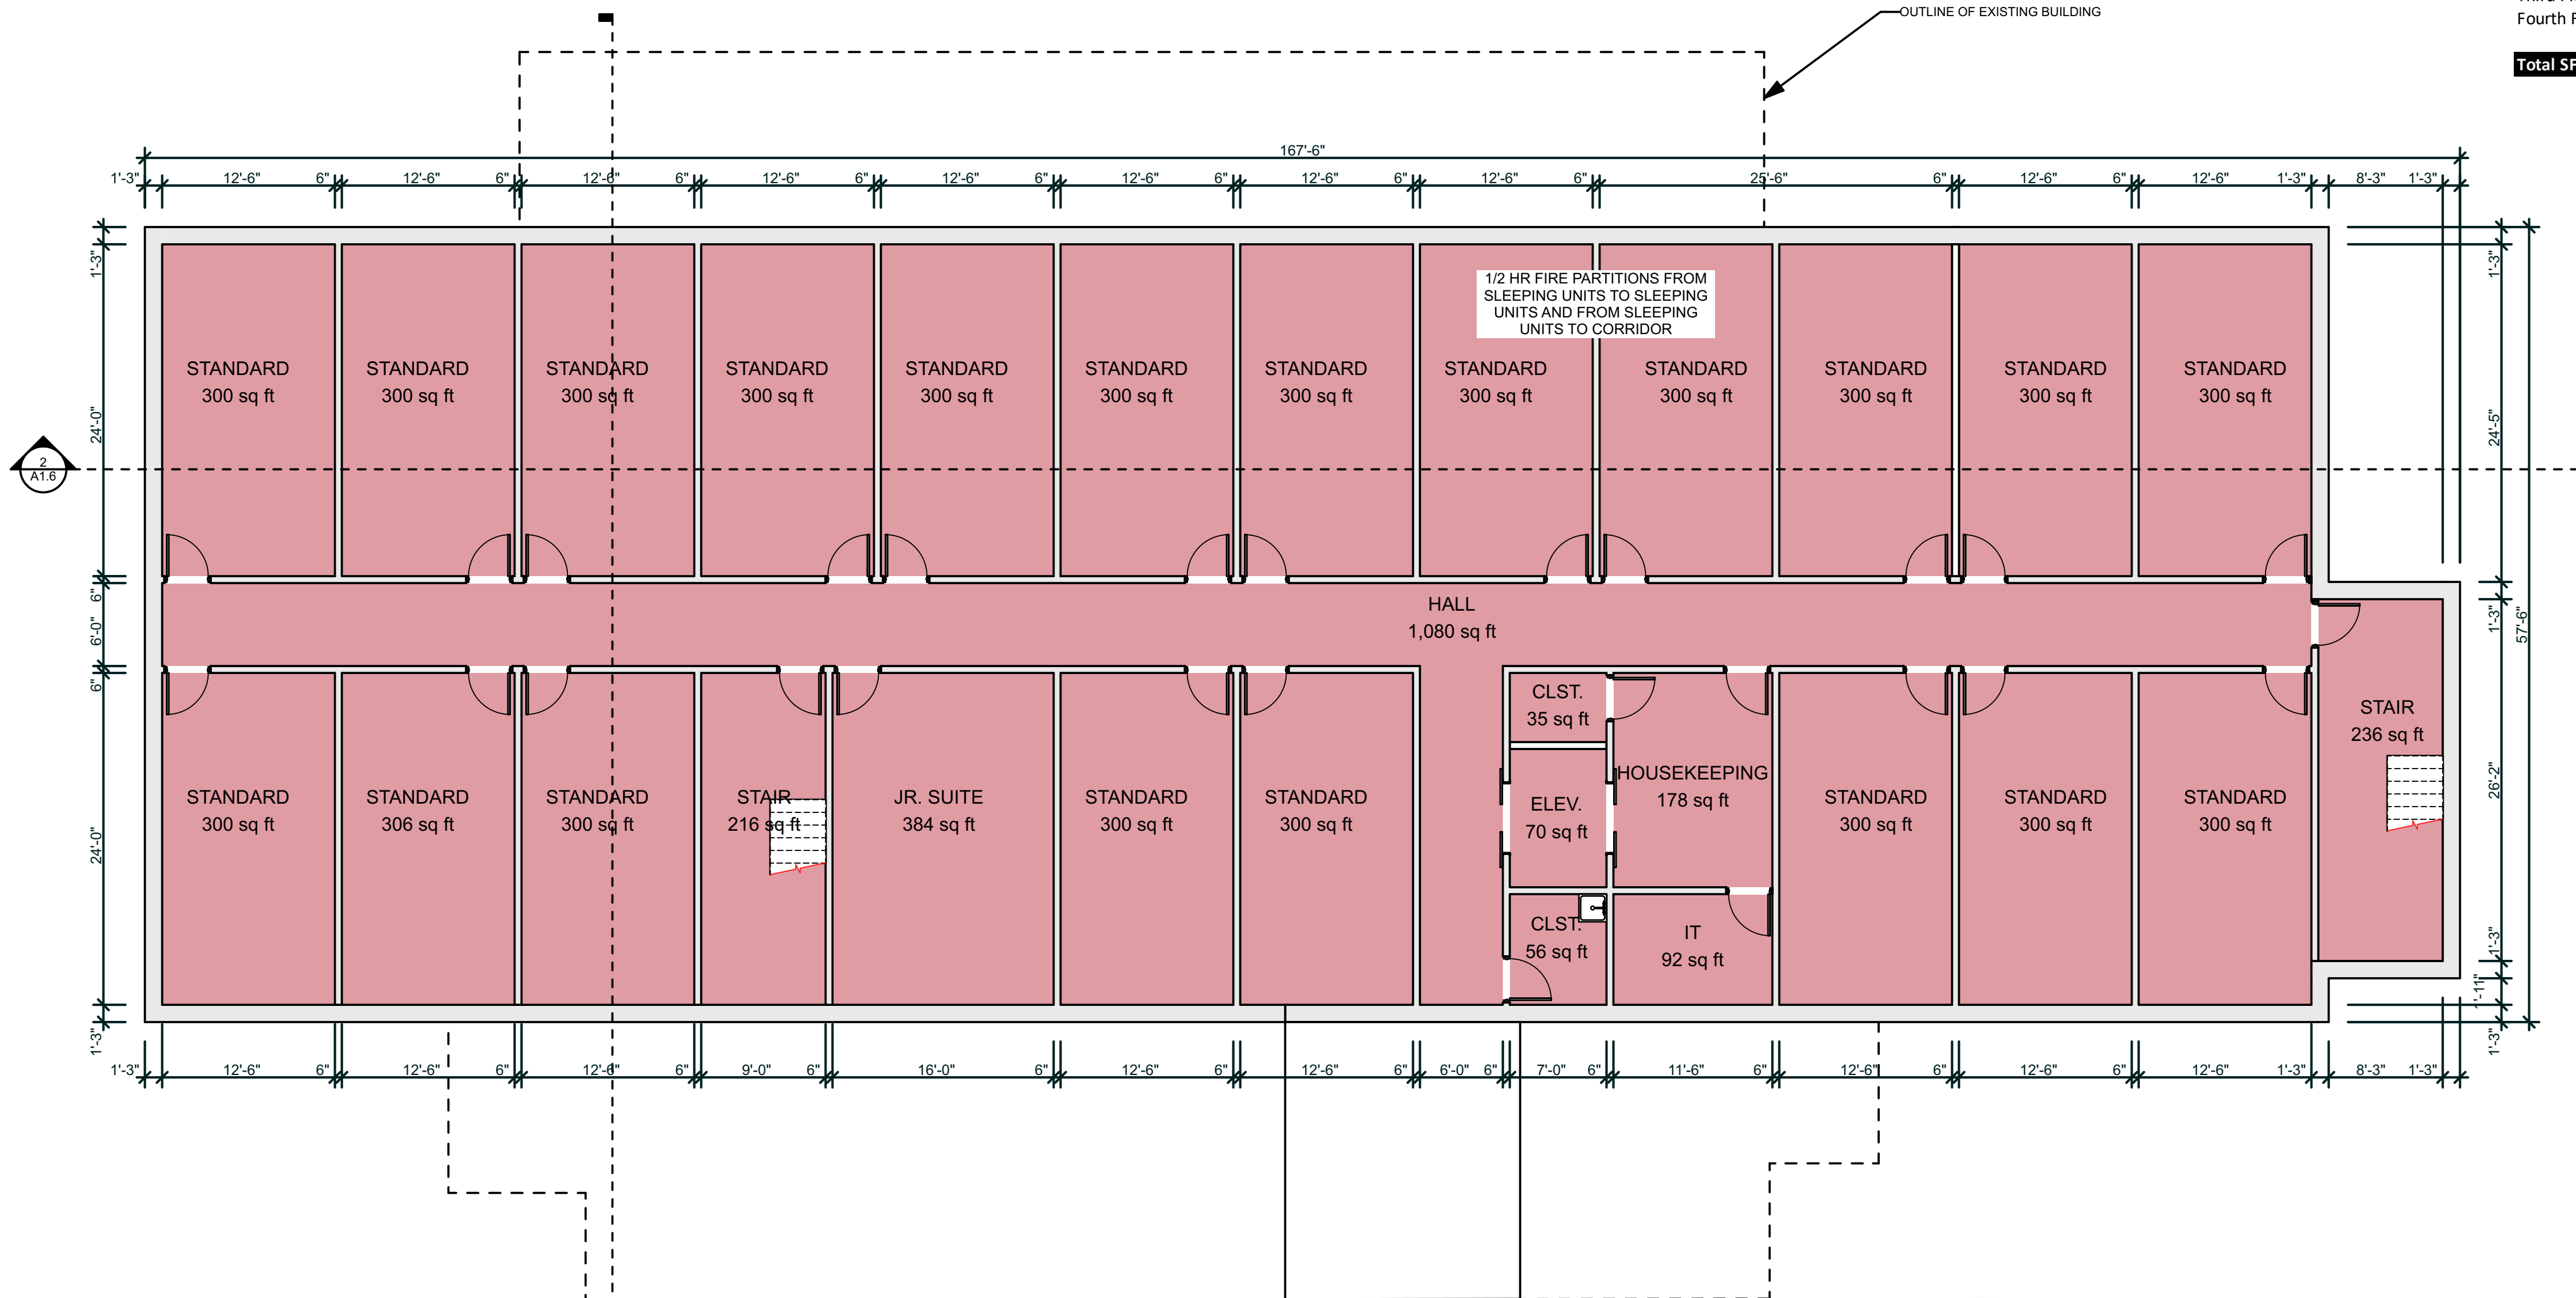 OUTLINE OF EXISTING BUILDING
Fourth F
Total SF
167'-6"
1'-3" 12'-6" 6" 12'-6" 6" 12'-6" 6" 12'-6" 6" 12'-6" 6" 12'-6" 6" 12'-6" 6" 12'-6" 6" 25'-6" 6" 12'-6" 6" 12'-6" 1'-3" 8'-3" 1'-3"
1'-3"
24'-0"
6"
6'-0"
6"
24'-0"
1'-3"
2
A1.6
1/2 HR FIRE PARTITIONS FROM
SLEEPING UNITS TO SLEEPING
UNITS AND FROM SLEEPING
UNITS TO CORRIDOR
STANDARD STANDARD STANDARD STANDARD STANDARD STANDARD STANDARD STANDARD STANDARD STANDARD STANDARD STANDARD
300 sq ft 300 sq ft 300 sq ft 300 sq ft 300 sq ft 300 sq ft 300 sq ft 300 sq ft 300 sq ft 300 sq ft 300 sq ft 300 sq ft
HALL
1,080 sq ft
STANDARD
300 sq ft
STANDARD
306 sq ft
STANDARD
300 sq ft
STAIR
216 sq ft
JR. SUITE
384 sq ft
STANDARD
300 sq ft
STANDARD
300 sq ft
CLST.
35 sq ft
ELEV.
70 sq ft
CLST.
56 sq ft
HOUSEKEEPING
178 sq ft
IT
92 sq ft
STANDARD
300 sq ft
STANDARD
300 sq ft
STANDARD
300 sq ft
STAIR
236 sq ft
1'-3"
24'-5"
1'-3"
57'-6"
26'-2"
1'-3"
1'-11"
1'-3"
1'-3" 12'-6" 6" 12'-6" 6" 12'-6" 6" 9'-0" 6" 16'-0" 6" 12'-6" 6" 12'-6" 6" 6'-0" 6" 7'-0" 6" 11'-6" 6" 12'-6" 6" 12'-6" 6" 12'-6" 1'-3" 8'-3" 1'-3"